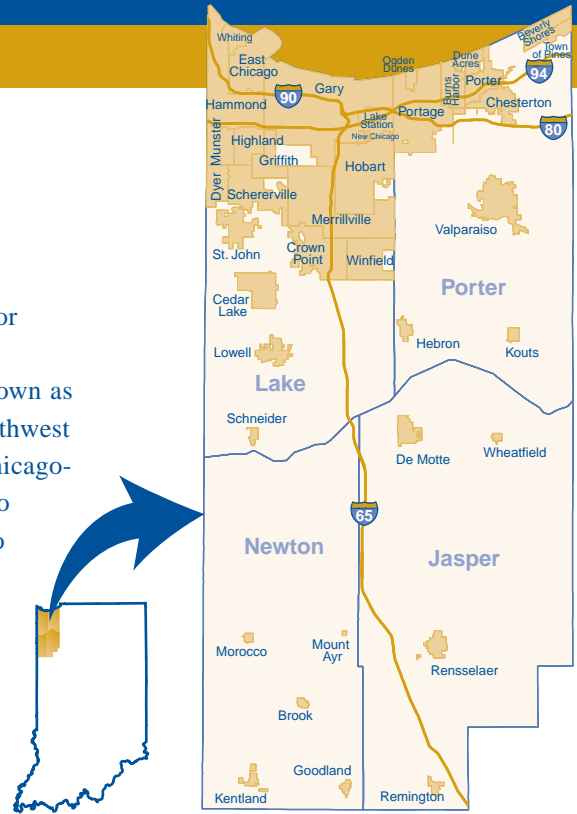 or
own as
thwest
hicago-
o
o
Whiting
East
Chicago
90
Gary
Hammond
Ogden
Dunes
Dune
Acres
Beverly
Shores
Town
of Pines
94
Burns
Harbor
Porter
Chesterton
Portage
Lake
Station
New Chicago
80
Munster
Highland
Griffith
Dyer
Schererville
Hobart
Merrillville
St. John
Crown
Point
Winfield
Valparaiso
Cedar
Lake
Porter
Lowell
Hebron
Kouts
Lake
Schneider
De Motte
Wheatfield
65
Newton
Jasper
Morocco
Mount
Ayr
Rensselaer
Brook
Goodland
Kentland
Remington